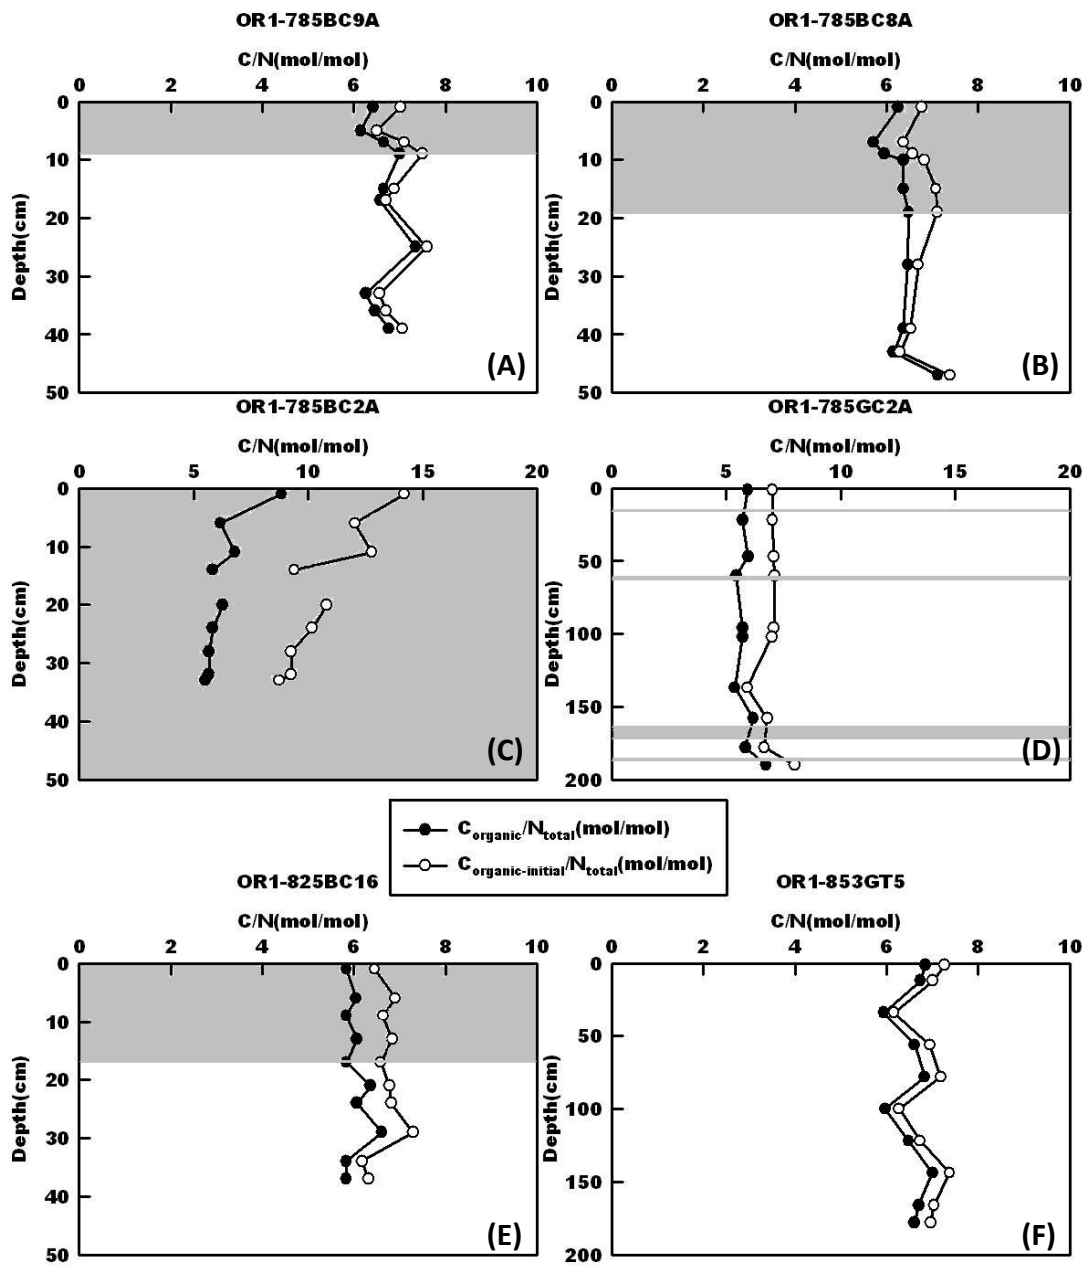 OR1-785BC9A
C/N(mol/mol)
0 2 4 6 8 10
0
10
20
30
40
50
Depth(cm)
(A)
OR1-785BC8A
C/N(mol/mol)
0 2 4 6 8 10
0
10
20
30
40
50
Depth(cm)
(B)
OR1-785BC2A
C/N(mol/mol)
0 5 10 15 20
0
10
20
30
40
50
Depth(cm)
(C)
OR1-785GC2A
C/N(mol/mol)
0 5 10 15 20
0
50
100
150
200
Depth(cm)
(D)
Corganic/Ntotal(mol/mol)
Corganic-initial/Ntotal(mol/mol)
OR1-825BC16
C/N(mol/mol)
0 2 4 6 8 10
0
10
20
30
40
50
Depth(cm)
(E)
OR1-853GT5
C/N(mol/mol)
0 2 4 6 8 10
0
50
100
150
200
Depth(cm)
(F)